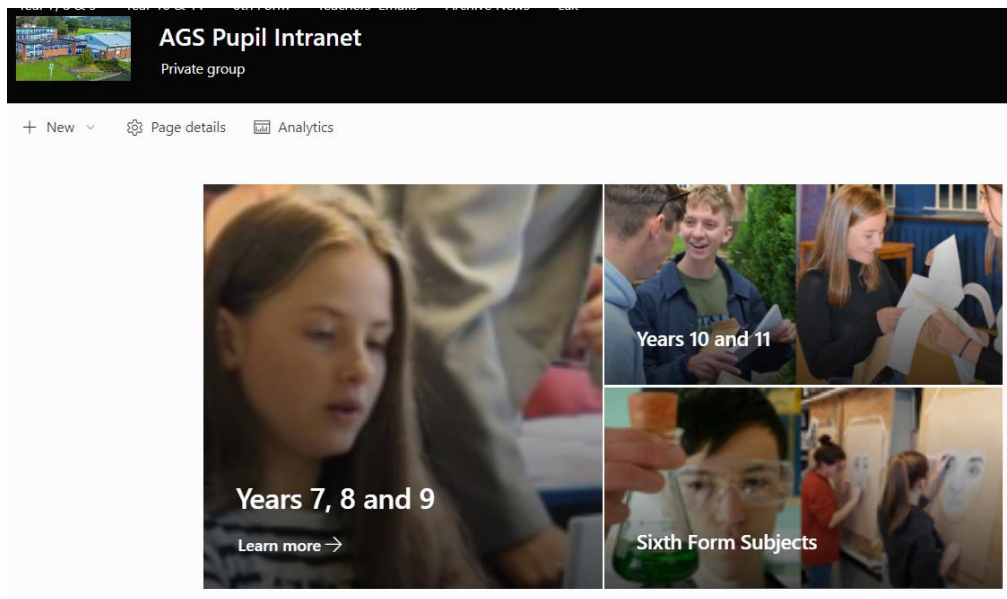 AGS Pupil Intranet
Private group
New
Page details
Analytics
Years 10 and 11
Years 7, 8 and 9
Learn more →
Sixth Form Subjects